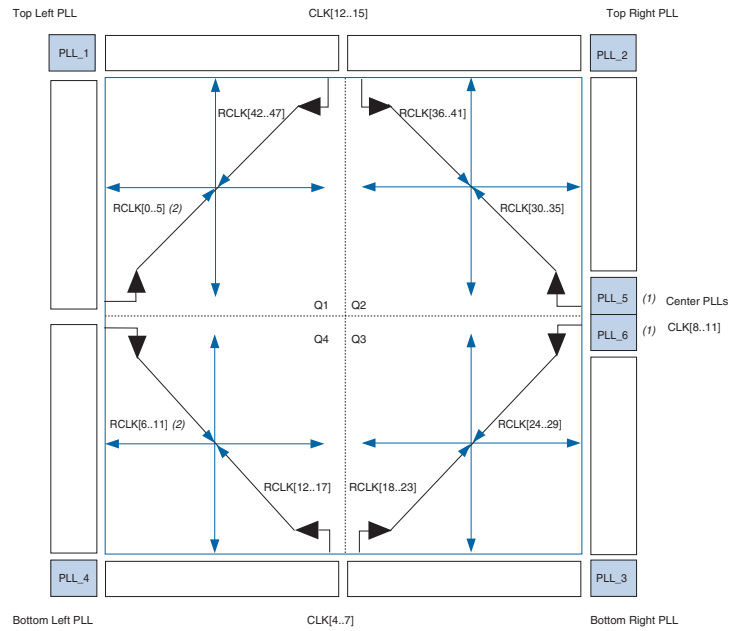 Top Left PLL
CLK[12..15]
Top Right PLL
PLL_1
PLL_2
RCLK[42..47]
RCLK[36..41]
RCLK[0..5] (2)
RCLK[30..35]
PLL_5
(1) Center PLLs
Q1
Q2
PLL_6
(1) CLK[8..11]
Q4
Q3
RCLK[6..11] (2)
RCLK[24..29]
RCLK[12..17]
RCLK[18..23]
PLL_4
PLL_3
Bottom Left PLL
CLK[4..7]
Bottom Right PLL